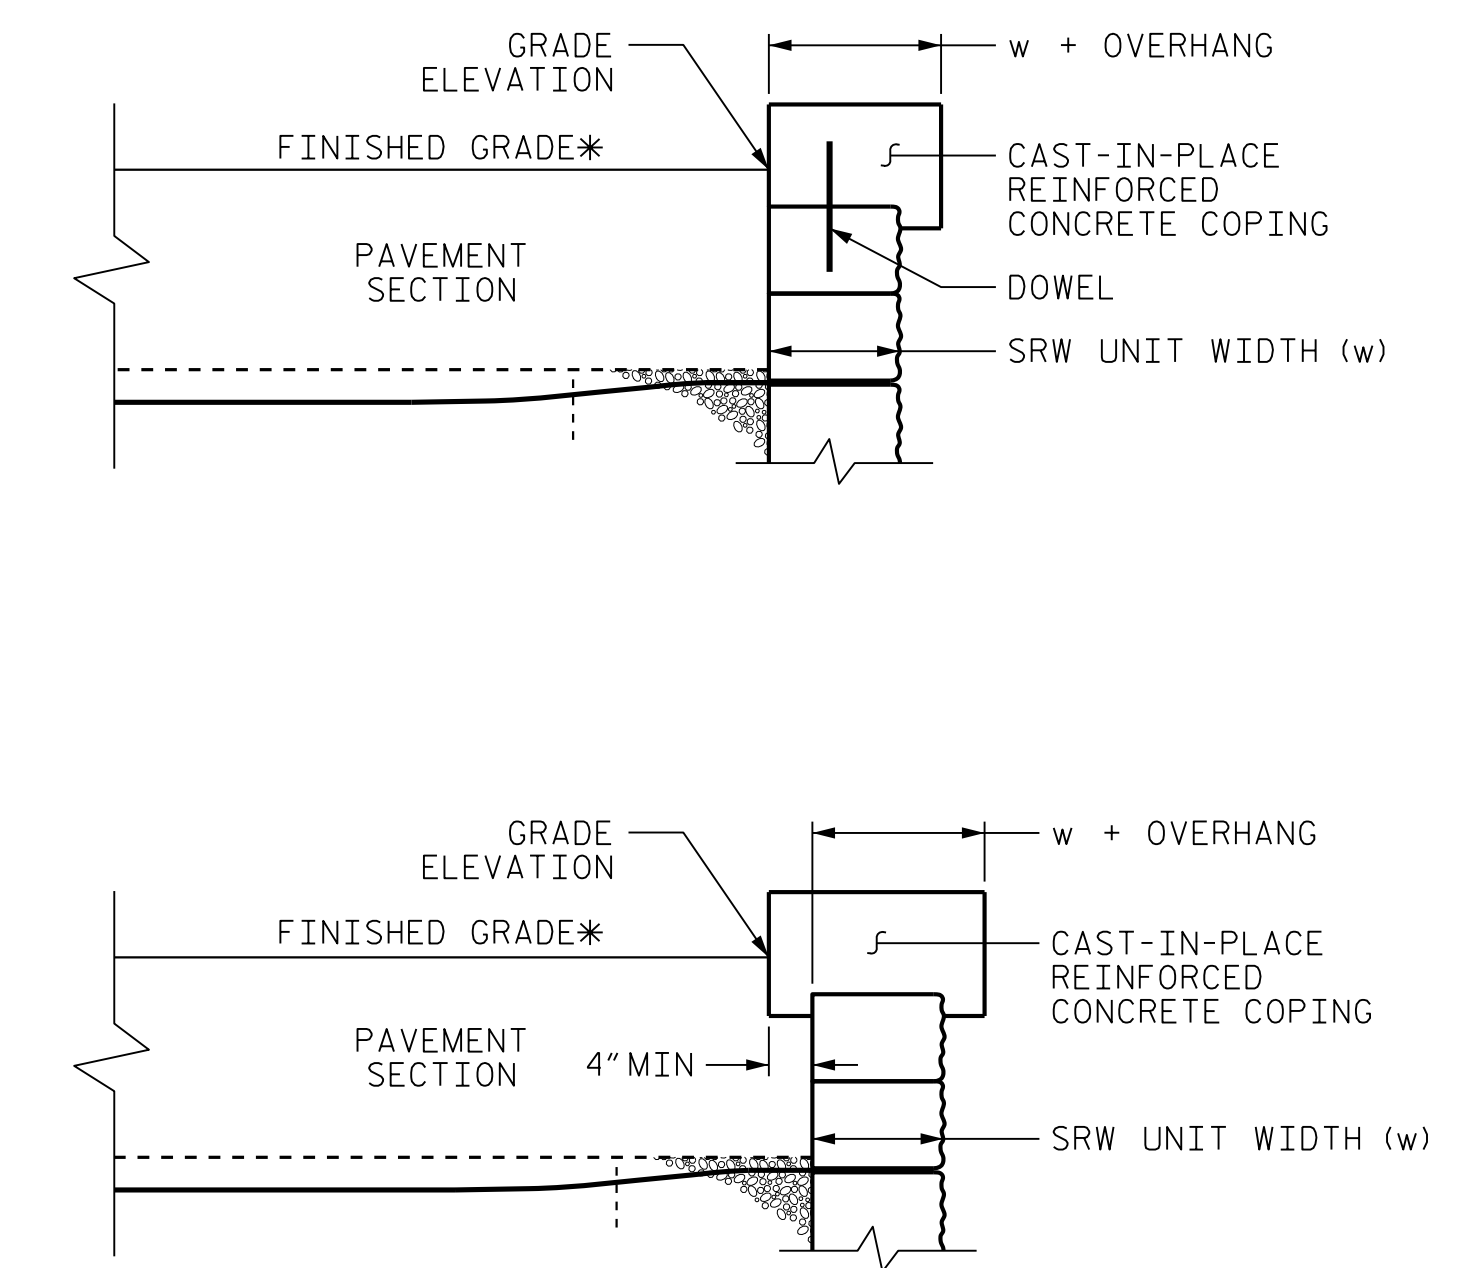 GRADE
ELEVATION
w + OVERHANG
FINISHED GRADE*
CAST-IN-PLACE
REINFORCED
CONCRETE COPING
PAVEMENT
SECTION
DOWEL
SRW UNIT WIDTH (w)
GRADE
ELEVATION
w + OVERHANG
FINISHED GRADE*
CAST-IN-PLACE
REINFORCED
CONCRETE COPING
PAVEMENT
SECTION
4" MIN
SRW UNIT WIDTH (w)